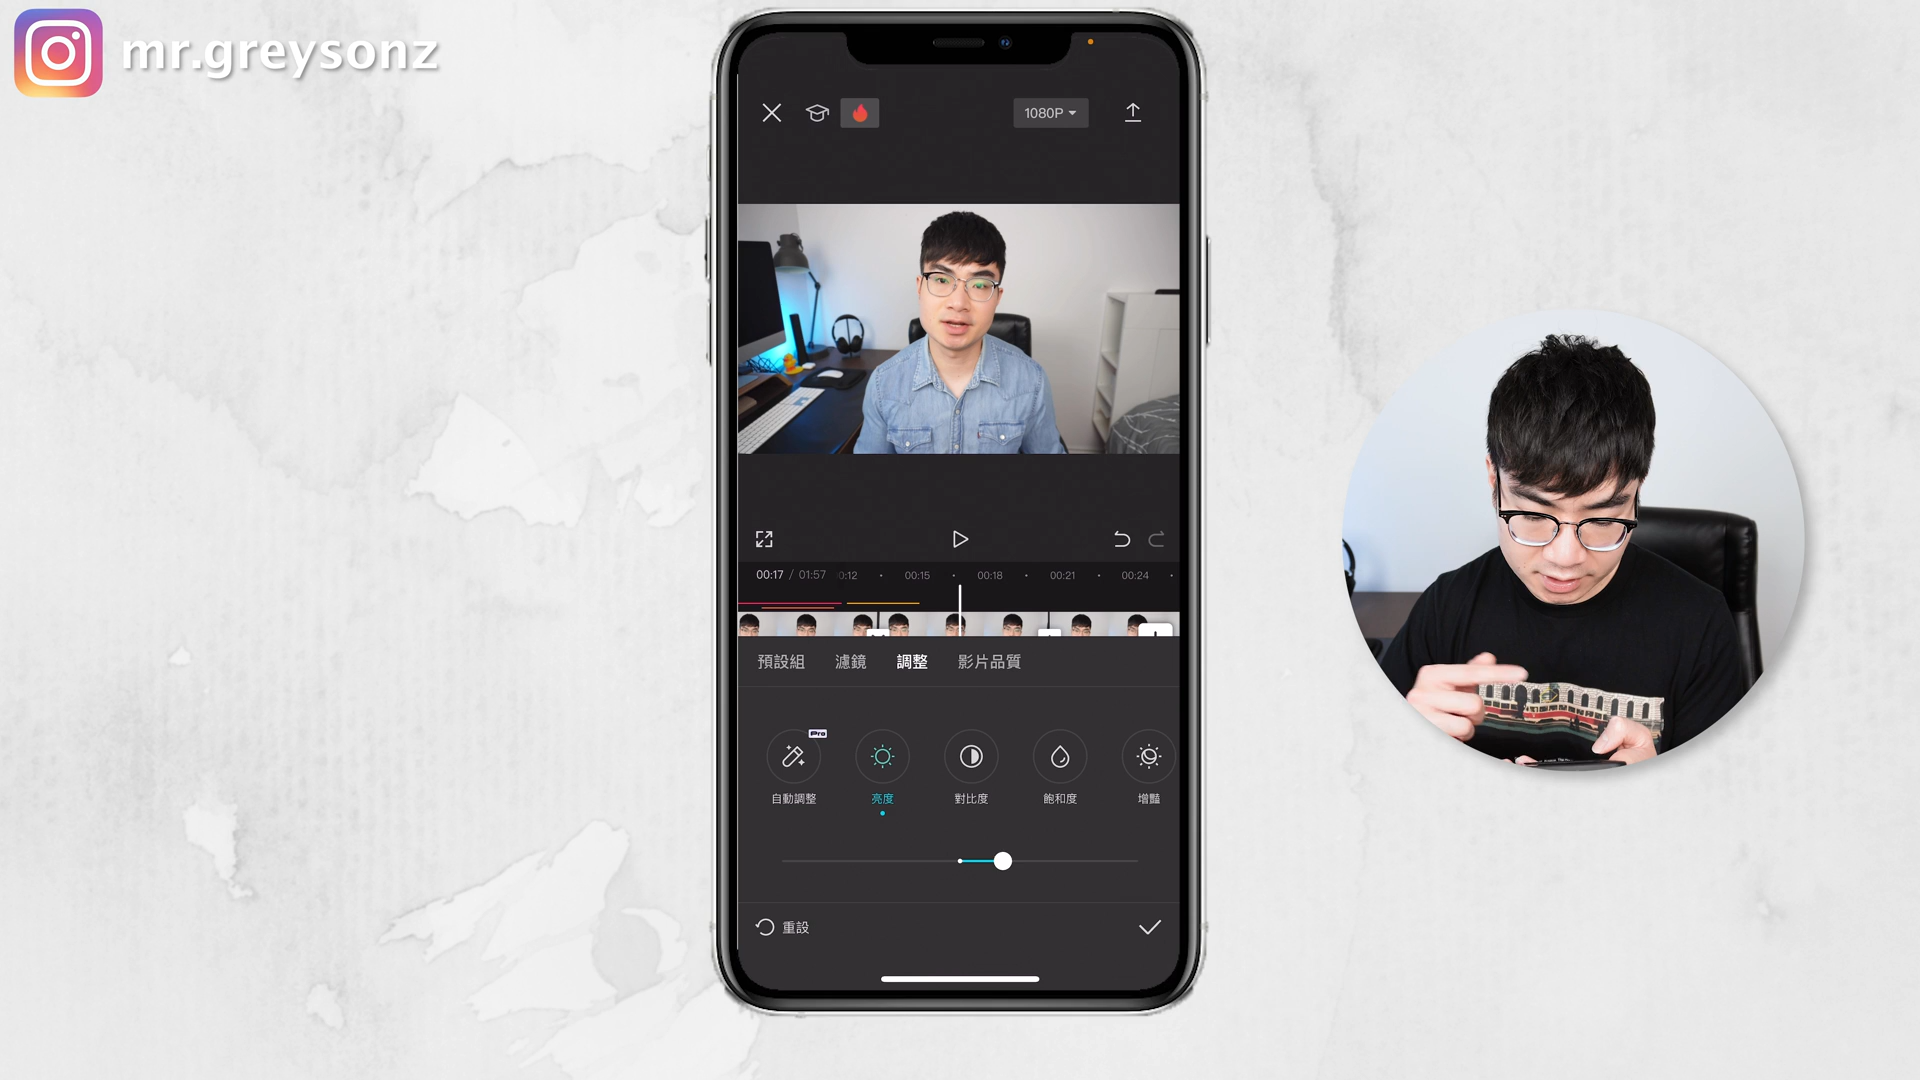 mr.greysonz
1080P
00:17 / 01:57
0:12
00:15
00:18
00:21
00:24
預設組
濾鏡
調整
影片品質
Pro
自動調整
亮度
對比度
飽和度
增豔
重設